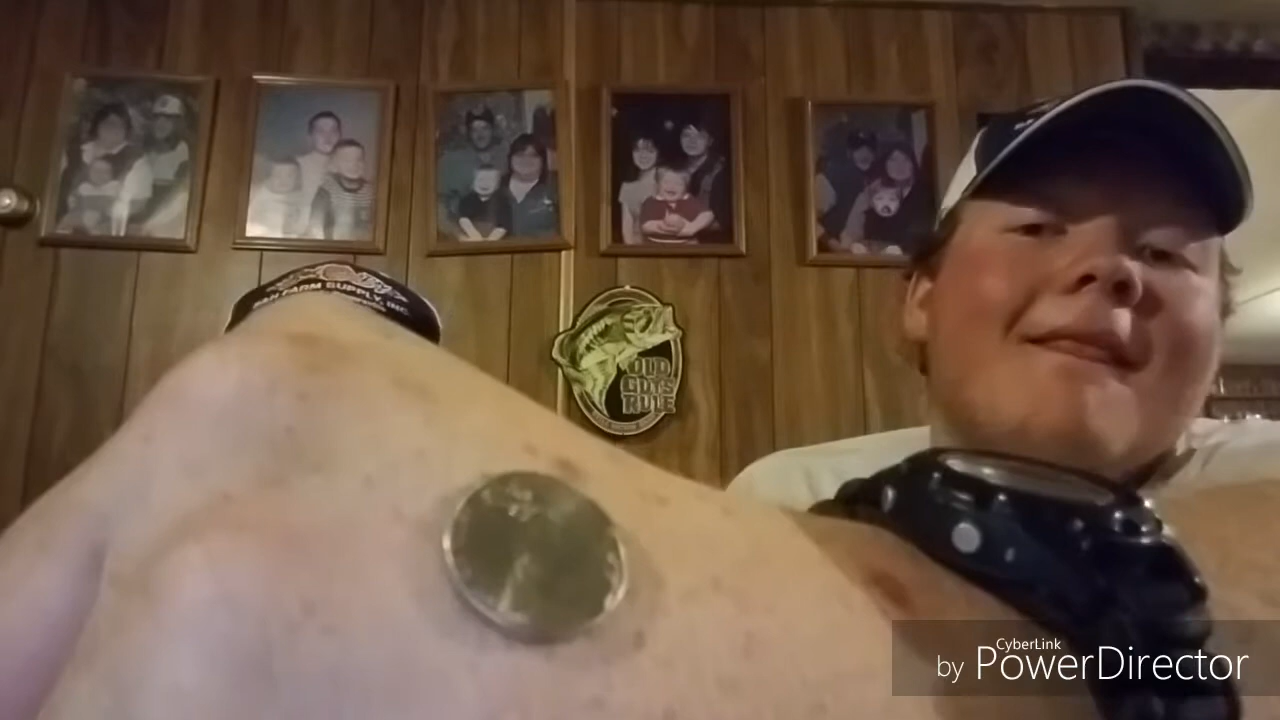 FARM SUPPLY, INC.
OLD
GUYS
RULE
CyberLink
by PowerDirector